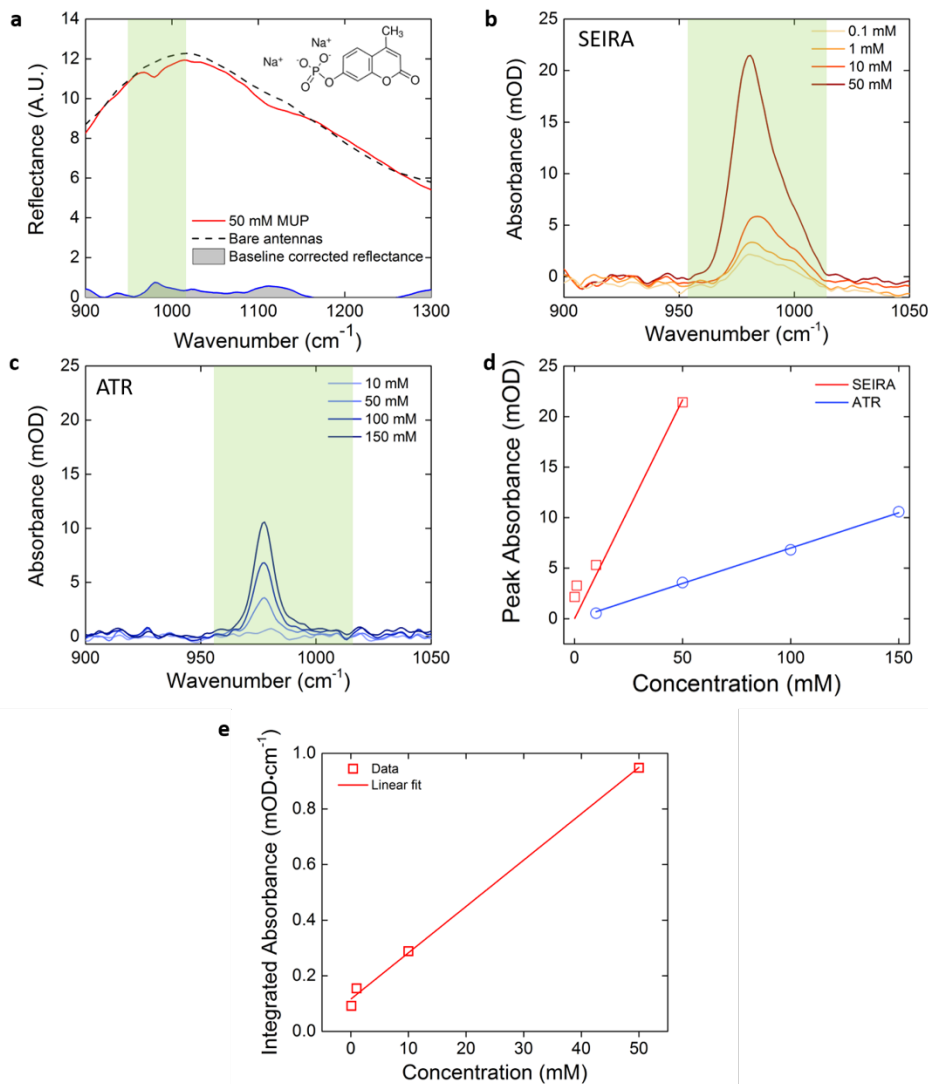 a
14
12
10
8
6
4
2
0
Reflectance (A.U.)
Na⁺
Na⁺
O⁻
O⁻
P
O
O
CH₃
O
O
50 mM MUP
Bare antennas
Baseline corrected reflectance
900 1000 1100 1200 1300
Wavenumber (cm⁻¹)
b
SEIRA
25
20
15
10
5
0
Absorbance (mOD)
0.1 mM
1 mM
10 mM
50 mM
900 950 1000 1050
Wavenumber (cm⁻¹)
c
ATR
25
20
15
10
5
0
Absorbance (mOD)
10 mM
50 mM
100 mM
150 mM
900 950 1000 1050
Wavenumber (cm⁻¹)
d
25
20
15
10
5
0
Peak Absorbance (mOD)
SEIRA
ATR
0 50 100 150
Concentration (mM)
e
1.0
0.8
0.6
0.4
0.2
0.0
Integrated Absorbance (mOD·cm⁻¹)
Data
Linear fit
0 10 20 30 40 50
Concentration (mM)